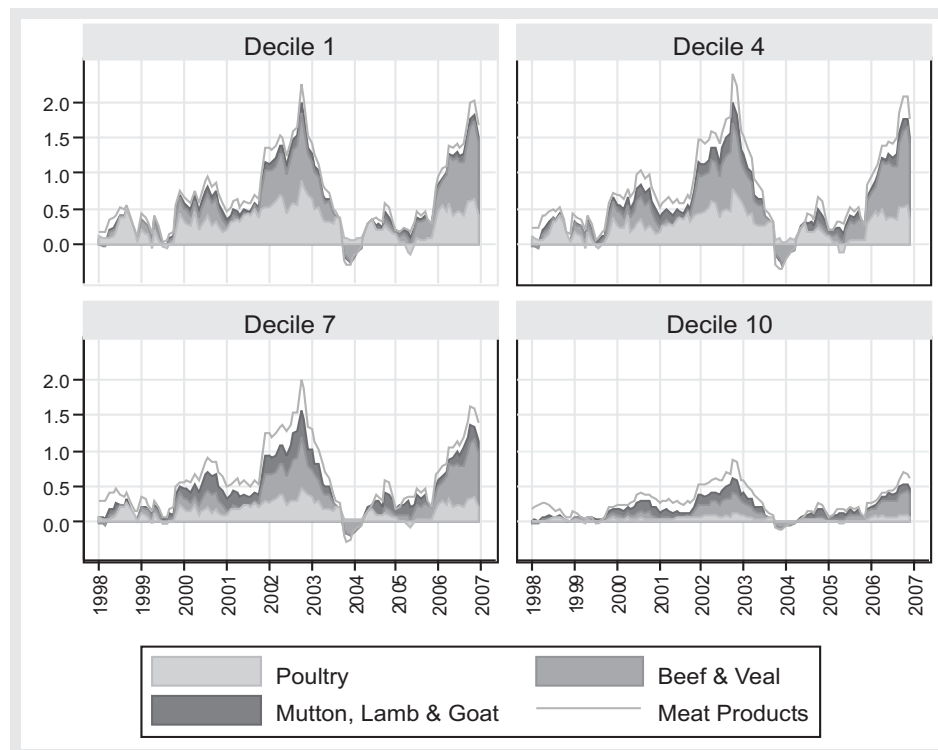 Decile 1
Decile 4
2.0
1.5
1.0
0.5
0.0
Decile 7
Decile 10
2.0
1.5
1.0
0.5
0.0
1998 1999 2000 2001 2002 2003 2004 2005 2006 2007
1998 1999 2000 2001 2002 2003 2004 2005 2006 2007
Poultry
Beef & Veal
Mutton, Lamb & Goat
Meat Products